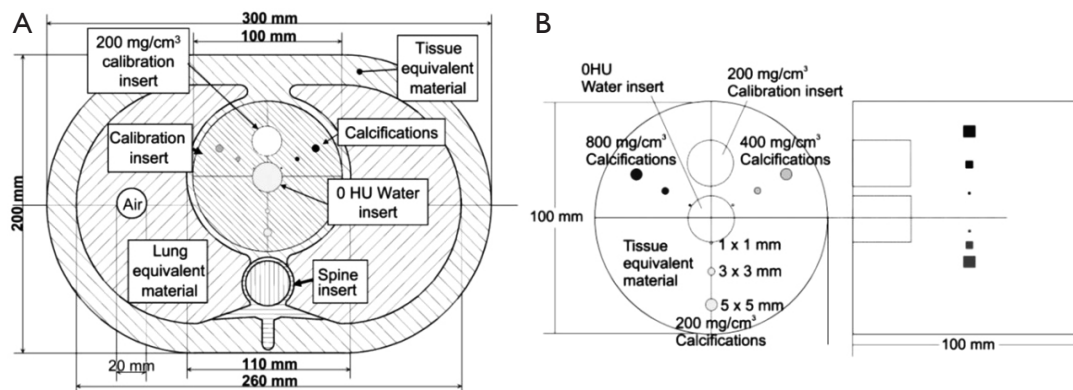 A
300 mm
100 mm
200 mg/cm³
calibration
insert
Tissue
equivalent
material
Calibration
insert
Calcifications
Air
0 HU Water
insert
200 mm
Lung
equivalent
material
Spine
insert
20 mm
110 mm
260 mm
B
0HU
Water insert
200 mg/cm³
Calibration insert
800 mg/cm³
Calcifications
400 mg/cm³
Calcifications
100 mm
Tissue
equivalent
material
1 x 1 mm
3 x 3 mm
5 x 5 mm
200 mg/cm³
Calcifications
100 mm